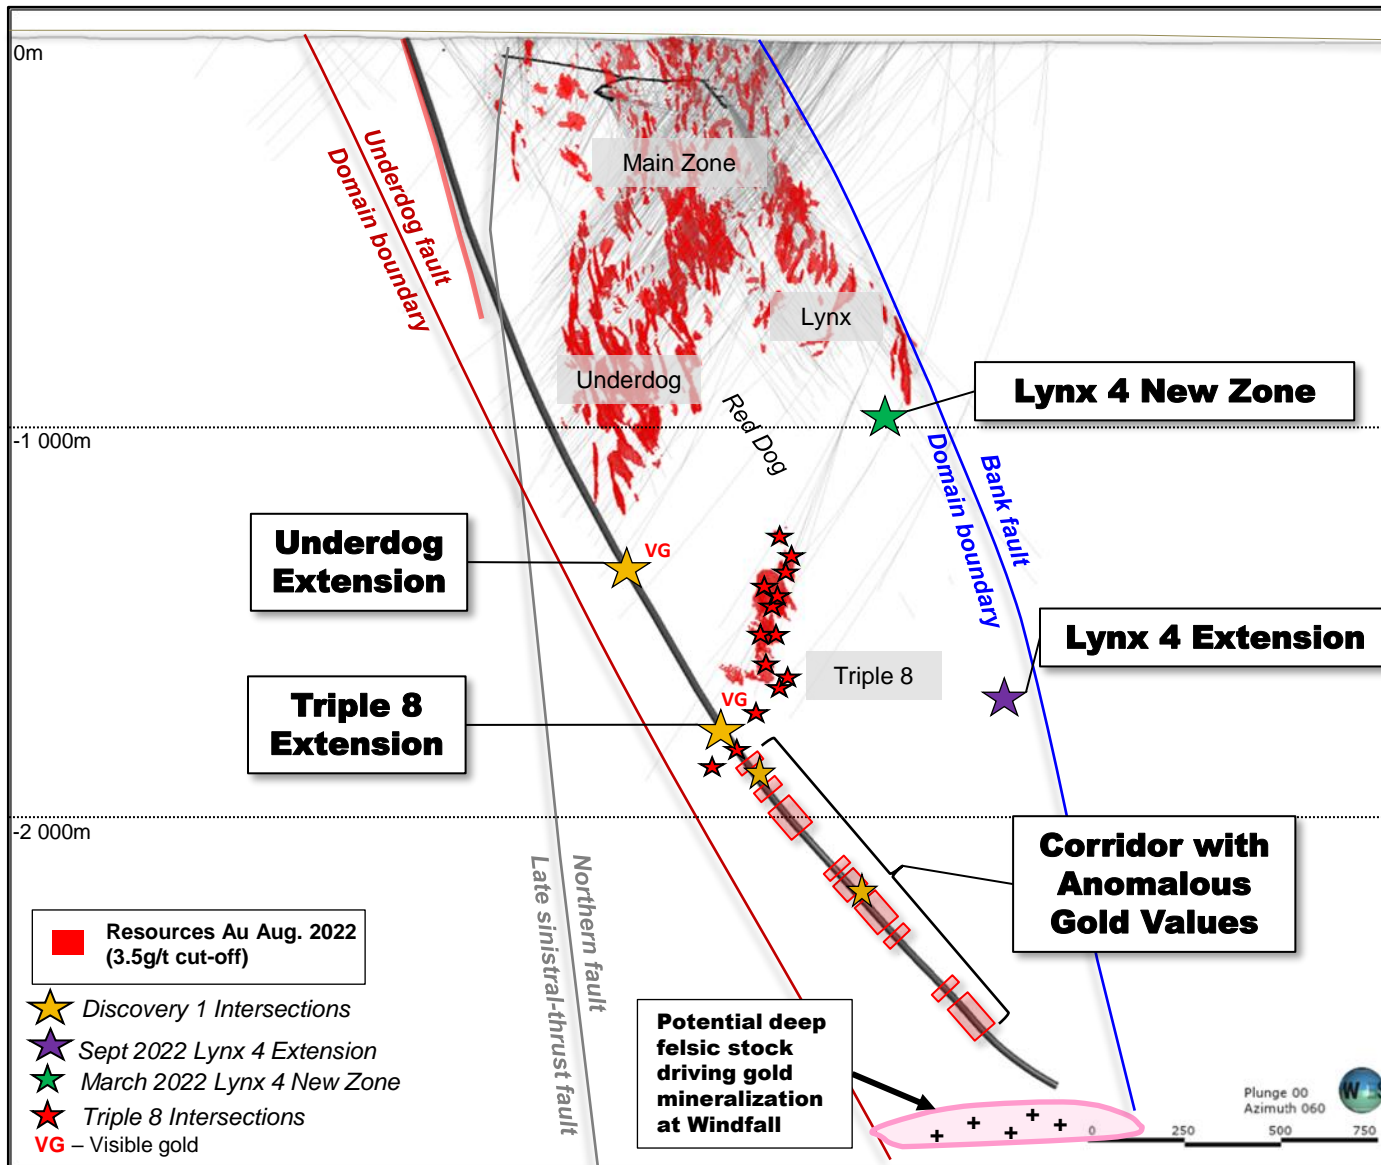 0m
Main Zone
Underdog fault
Domain boundary
Lynx
Underdog
Red Dog
Lynx 4 New Zone
-1 000m
Bank fault
Domain boundary
Underdog
Extension
VG
Lynx 4 Extension
Triple 8
Triple 8
Extension
VG
-2 000m
Corridor with
Anomalous
Gold Values
Northern fault
Late sinistral-thrust fault
Resources Au Aug. 2022
(3.5g/t cut-off)
Discovery 1 Intersections
Sept 2022 Lynx 4 Extension
March 2022 Lynx 4 New Zone
Triple 8 Intersections
VG – Visible gold
Potential deep
felsic stock
driving gold
mineralization
at Windfall
Plunge 00
Azimuth 060
W S
0 250 500 750